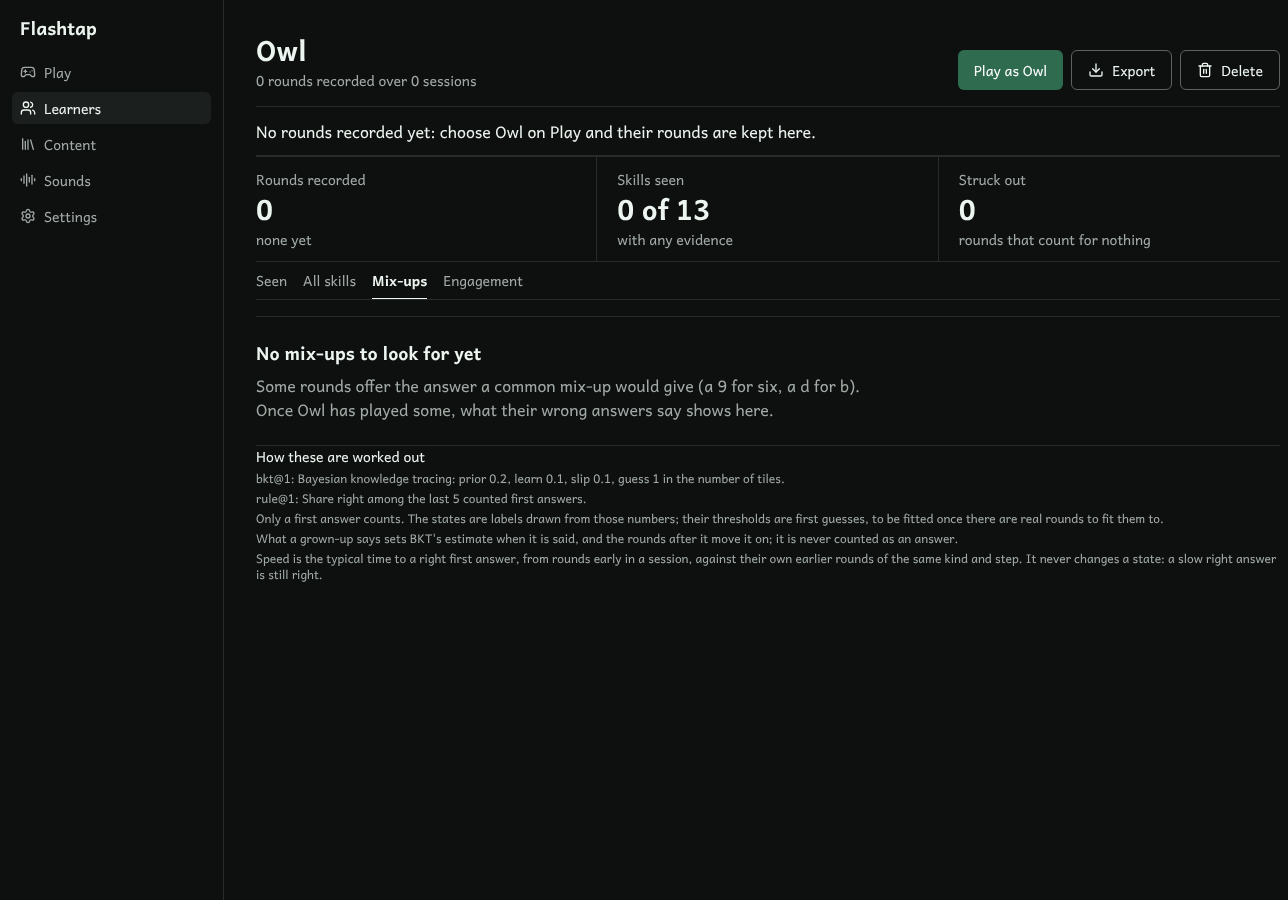 Flashtap
Play
Learners
Content
Sounds
Settings
Owl
0 rounds recorded over 0 sessions
Play as Owl
Export
Delete
No rounds recorded yet: choose Owl on Play and their rounds are kept here.
Rounds recorded
0
none yet
Skills seen
0 of 13
with any evidence
Struck out
0
rounds that count for nothing
Seen
All skills
Mix-ups
Engagement
No mix-ups to look for yet
Some rounds offer the answer a common mix-up would give (a 9 for six, a d for b).
Once Owl has played some, what their wrong answers say shows here.
How these are worked out
bkt@1: Bayesian knowledge tracing: prior 0.2, learn 0.1, slip 0.1, guess 1 in the number of tiles.
rule@1: Share right among the last 5 counted first answers.
Only a first answer counts. The states are labels drawn from those numbers; their thresholds are first guesses, to be fitted once there are real rounds to fit them to.
What a grown-up says sets BKT's estimate when it is said, and the rounds after it move it on; it is never counted as an answer.
Speed is the typical time to a right first answer, from rounds early in a session, against their own earlier rounds of the same kind and step. It never changes a state: a slow right answer
is still right.